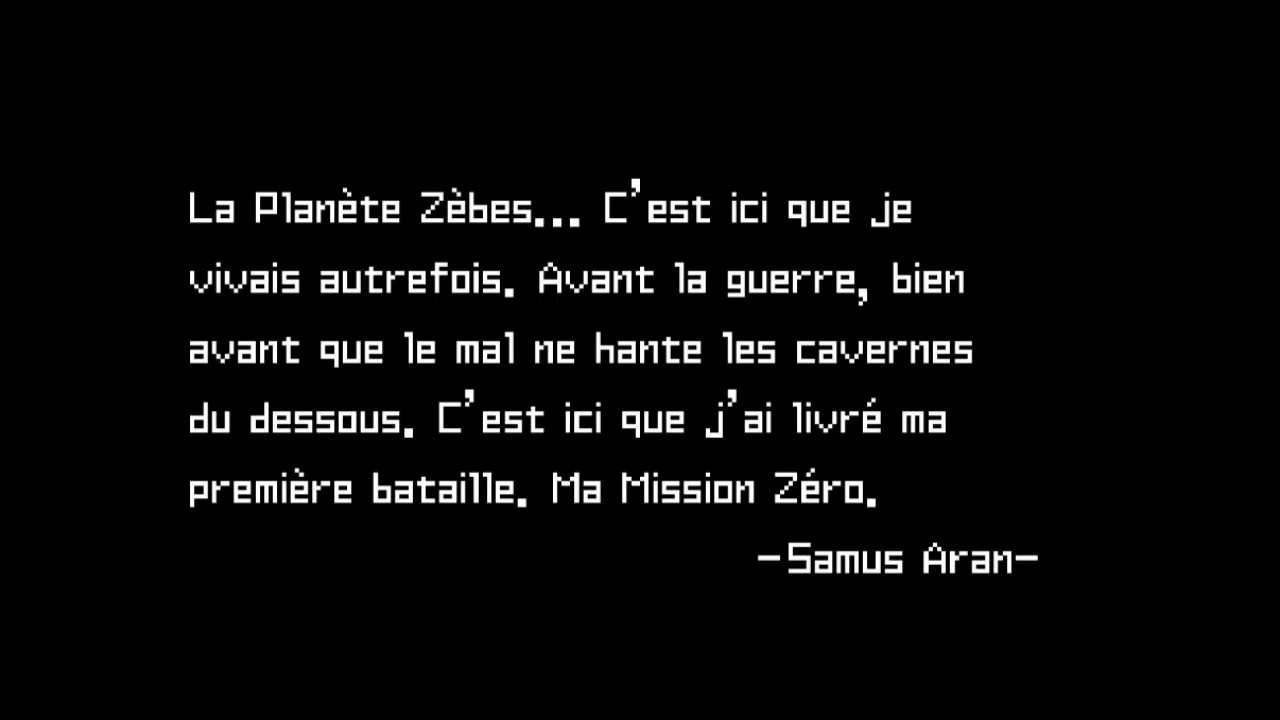 La Planète Zèbes... C'est ici que je
vivais autrefois. Avant la guerre, bien
avant que le mal ne hante les cavernes
du dessous. C'est ici que j'ai livré ma
première bataille. Ma Mission Zéro.
-Samus Aran-